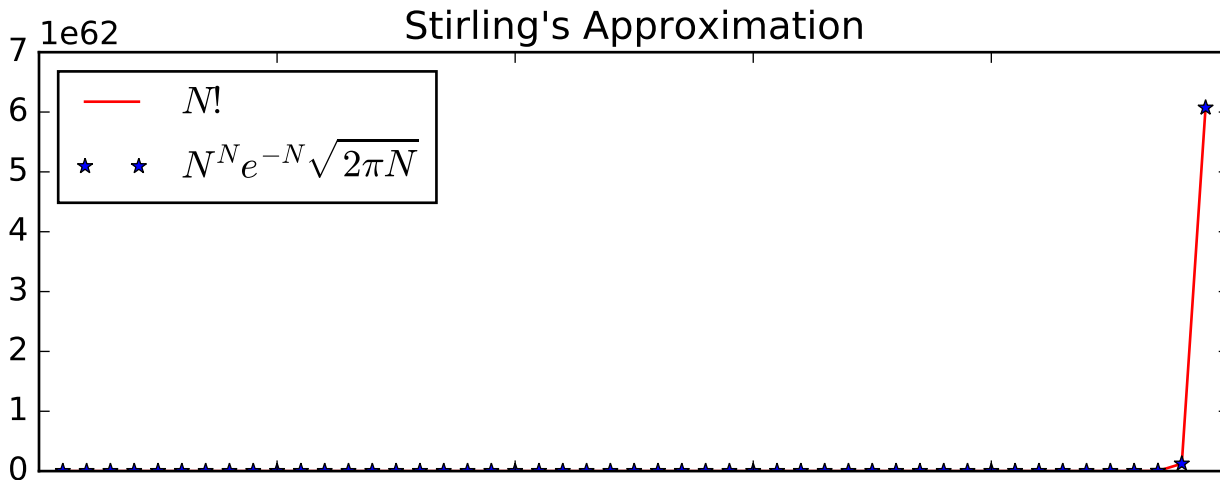 Stirling's Approximation
1e62
7
6
5
4
3
2
1
0
N!
N^N e^{-N} √(2πN)